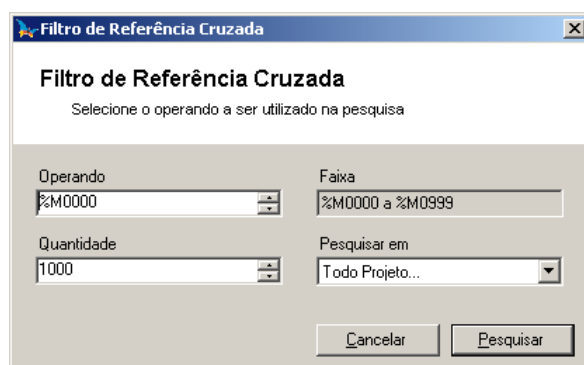 Filtro de Referência Cruzada
Filtro de Referência Cruzada
Selecione o operando a ser utilizado na pesquisa
Operando
Faixa
%M0000
%M0000 a %M0999
Quantidade
Pesquisar em
1000
Todo Projeto...
Cancelar
Pesquisar